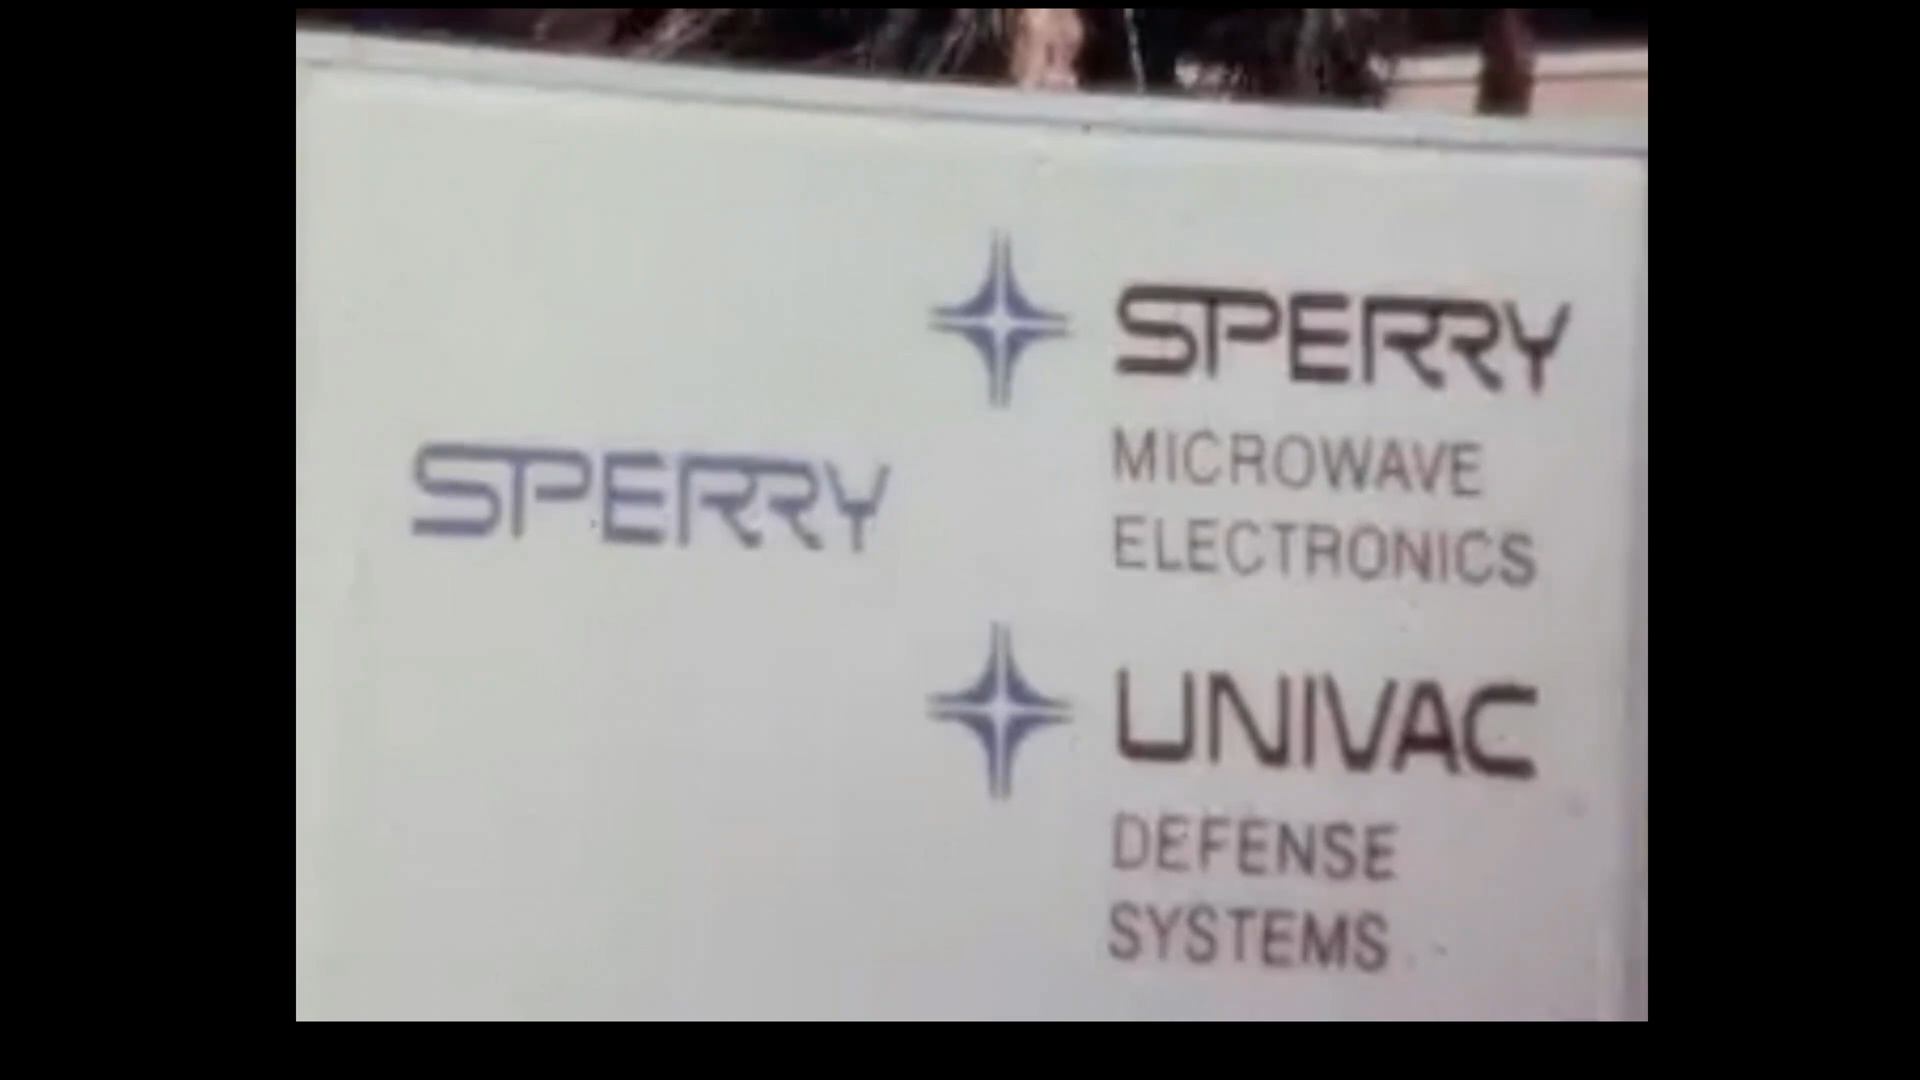 SPERRY
SPERRY
MICROWAVE
ELECTRONICS
UNIVAC
DEFENSE
SYSTEMS